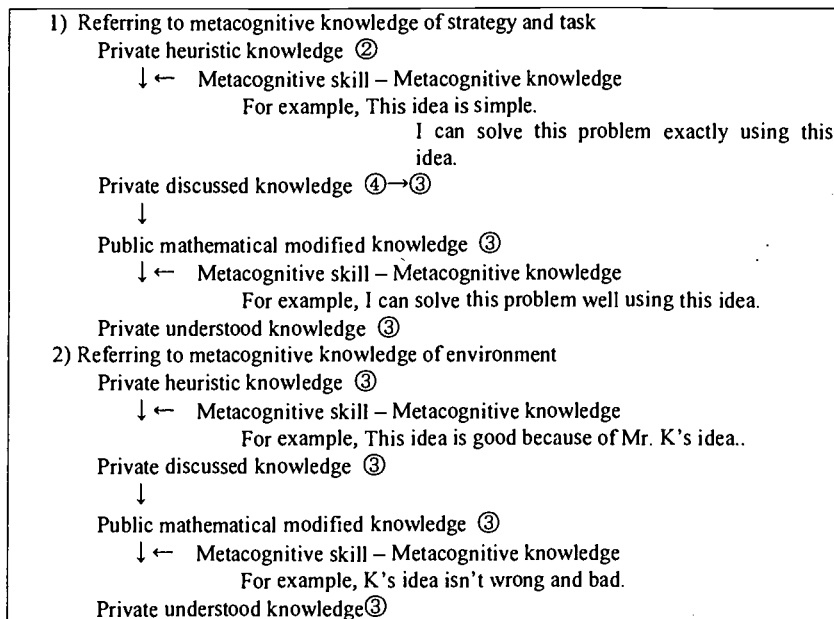 1) Referring to metacognitive knowledge of strategy and task
Private heuristic knowledge ②
↓ ← Metacognitive skill – Metacognitive knowledge
For example, This idea is simple.
I can solve this problem exactly using this
idea.
Private discussed knowledge ④→③
↓
Public mathematical modified knowledge ③
↓ ← Metacognitive skill – Metacognitive knowledge
For example, I can solve this problem well using this idea.
Private understood knowledge ③
2) Referring to metacognitive knowledge of environment
Private heuristic knowledge ③
↓ ← Metacognitive skill – Metacognitive knowledge
For example, This idea is good because of Mr. K's idea..
Private discussed knowledge ③
↓
Public mathematical modified knowledge ③
↓ ← Metacognitive skill – Metacognitive knowledge
For example, K's idea isn't wrong and bad.
Private understood knowledge③